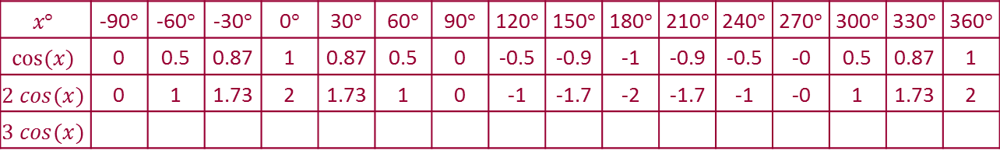 x° -90° -60° -30° 0° 30° 60° 90° 120° 150° 180° 210° 240° 270° 300° 330° 360°
cos(x) 0 0.5 0.87 1 0.87 0.5 0 -0.5 -0.9 -1 -0.9 -0.5 -0 0.5 0.87 1
2 cos(x) 0 1 1.73 2 1.73 1 0 -1 -1.7 -2 -1.7 -1 -0 1 1.73 2
3 cos(x)